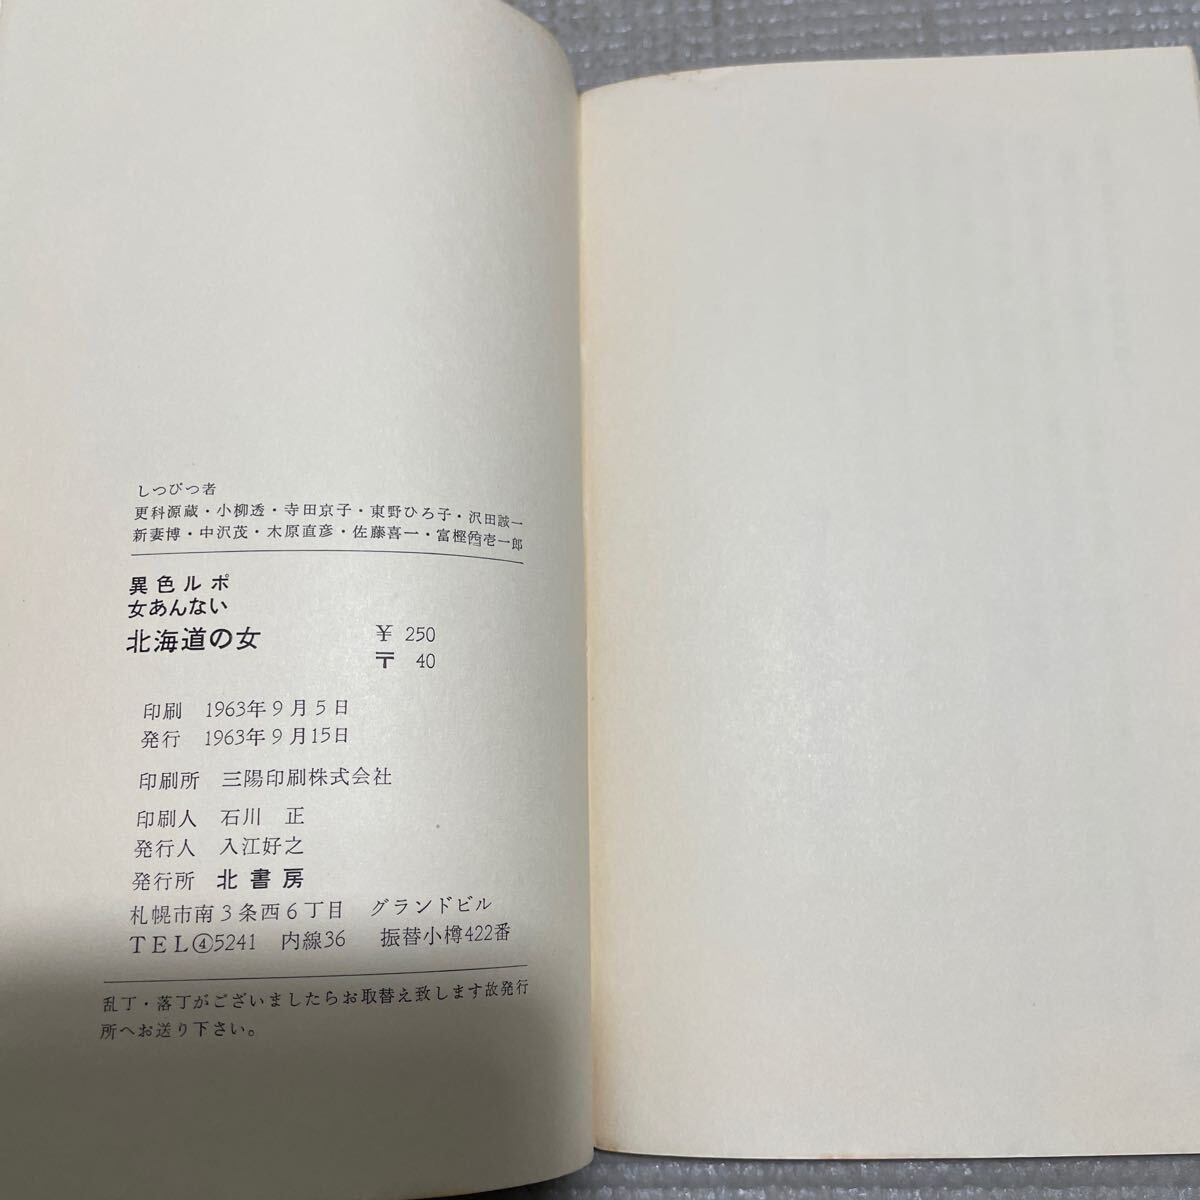 しつぴつ者
更科源蔵・小柳透・寺田京子・東野ひろ子・沢田誠一
新妻博・中沢茂・木原直彦・佐藤喜一・富樫酋壱一郎
異色ルポ
女あんない
北海道の女
¥ 250
〒 40
印刷 1963年9月5日
発行 1963年9月15日
印刷所 三陽印刷株式会社
印刷人 石川 正
発行人 入江好之
発行所 北書房
札幌市南3条西6丁目 グランドビル
TEL④5241 内線36 振替小樽422番
乱丁・落丁がございましたらお取替え致します故発行
所へお送り下さい。